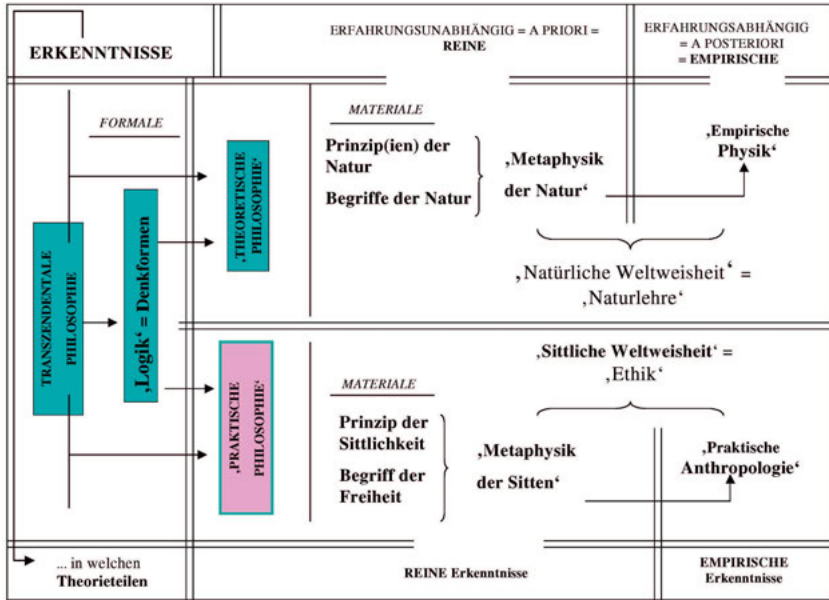 ERKENNTNISSE
ERFAHRUNGSUNABHÄNGIG = A PRIORI =
REINE
ERFAHRUNGSABHÄNGIG
= A POSTERIORI
= EMPIRISCHE
FORMALE
TRANSZENDENTALE
PHILOSOPHIE
‚Logik‘ = Denkformen
‚THEORETISCHE
PHILOSOPHIE‘
MATERIALE
Prinzip(ien) der
Natur
Begriffe der Natur
‚Metaphysik
der Natur‘
‚Empirische
Physik‘
‚Natürliche Weltweisheit‘ =
‚Naturlehre‘
‚PRAKTISCHE
PHILOSOPHIE‘
MATERIALE
Prinzip der
Sittlichkeit
Begriff der
Freiheit
‚Sittliche Weltweisheit‘ =
‚Ethik‘
‚Metaphysik
der Sitten‘
‚Praktische
Anthropologie‘
... in welchen
Theorieteilen
REINE Erkenntnisse
EMPIRISCHE
Erkenntnisse